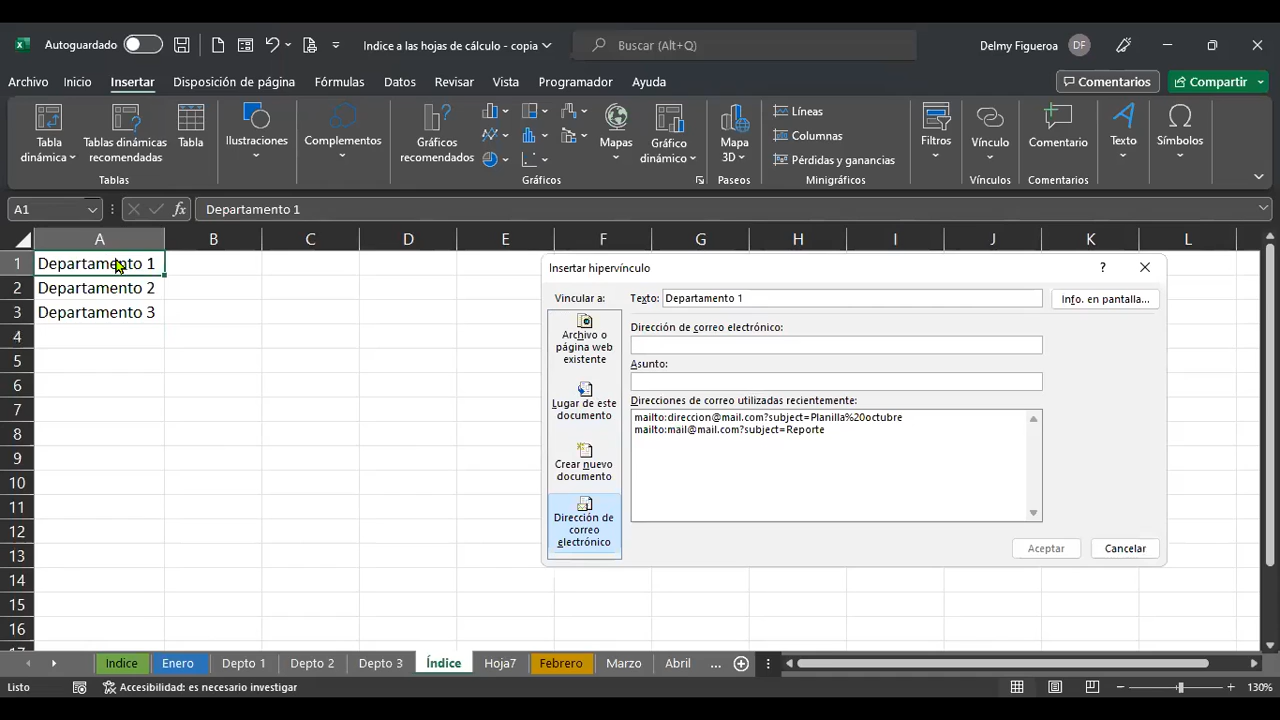 Autoguardado
Indice a las hojas de cálculo - copia
Buscar (Alt+Q)
Delmy Figueroa
DF
Archivo Inicio Insertar Disposición de página Fórmulas Datos Revisar Vista Programador Ayuda
Comentarios
Compartir
Tabla
dinámica
Tablas dinámicas
recomendadas
Tabla
Ilustraciones
Complementos
Gráficos
recomendados
Mapas
Gráfico
dinámico
Mapa
3D
Líneas
Columnas
Pérdidas y ganancias
Filtros
Vínculo
Comentario
Texto
Símbolos
Tablas
Gráficos
Paseos
Minigráficos
Vínculos
Comentarios
A1
fx
Departamento 1
A B C D E F G H I J K L
1 Departamento 1
2 Departamento 2
3 Departamento 3
4
5
6
7
8
9
10
11
12
13
14
15
16
Insertar hipervínculo
?
Vincular a:
Texto: Departamento 1
Info. en pantalla...
Archivo o
página web
existente
Lugar de este
documento
Crear nuevo
documento
Dirección de
correo
electrónico
Dirección de correo electrónico:
Asunto:
Direcciones de correo utilizadas recientemente:
mailto:direccion@mail.com?subject=Planilla%20octubre
mailto:mail@mail.com?subject=Reporte
Aceptar
Cancelar
Indice Enero Depto 1 Depto 2 Depto 3 Índice Hoja7 Febrero Marzo Abril ...
Listo
Accesibilidad: es necesario investigar
130%